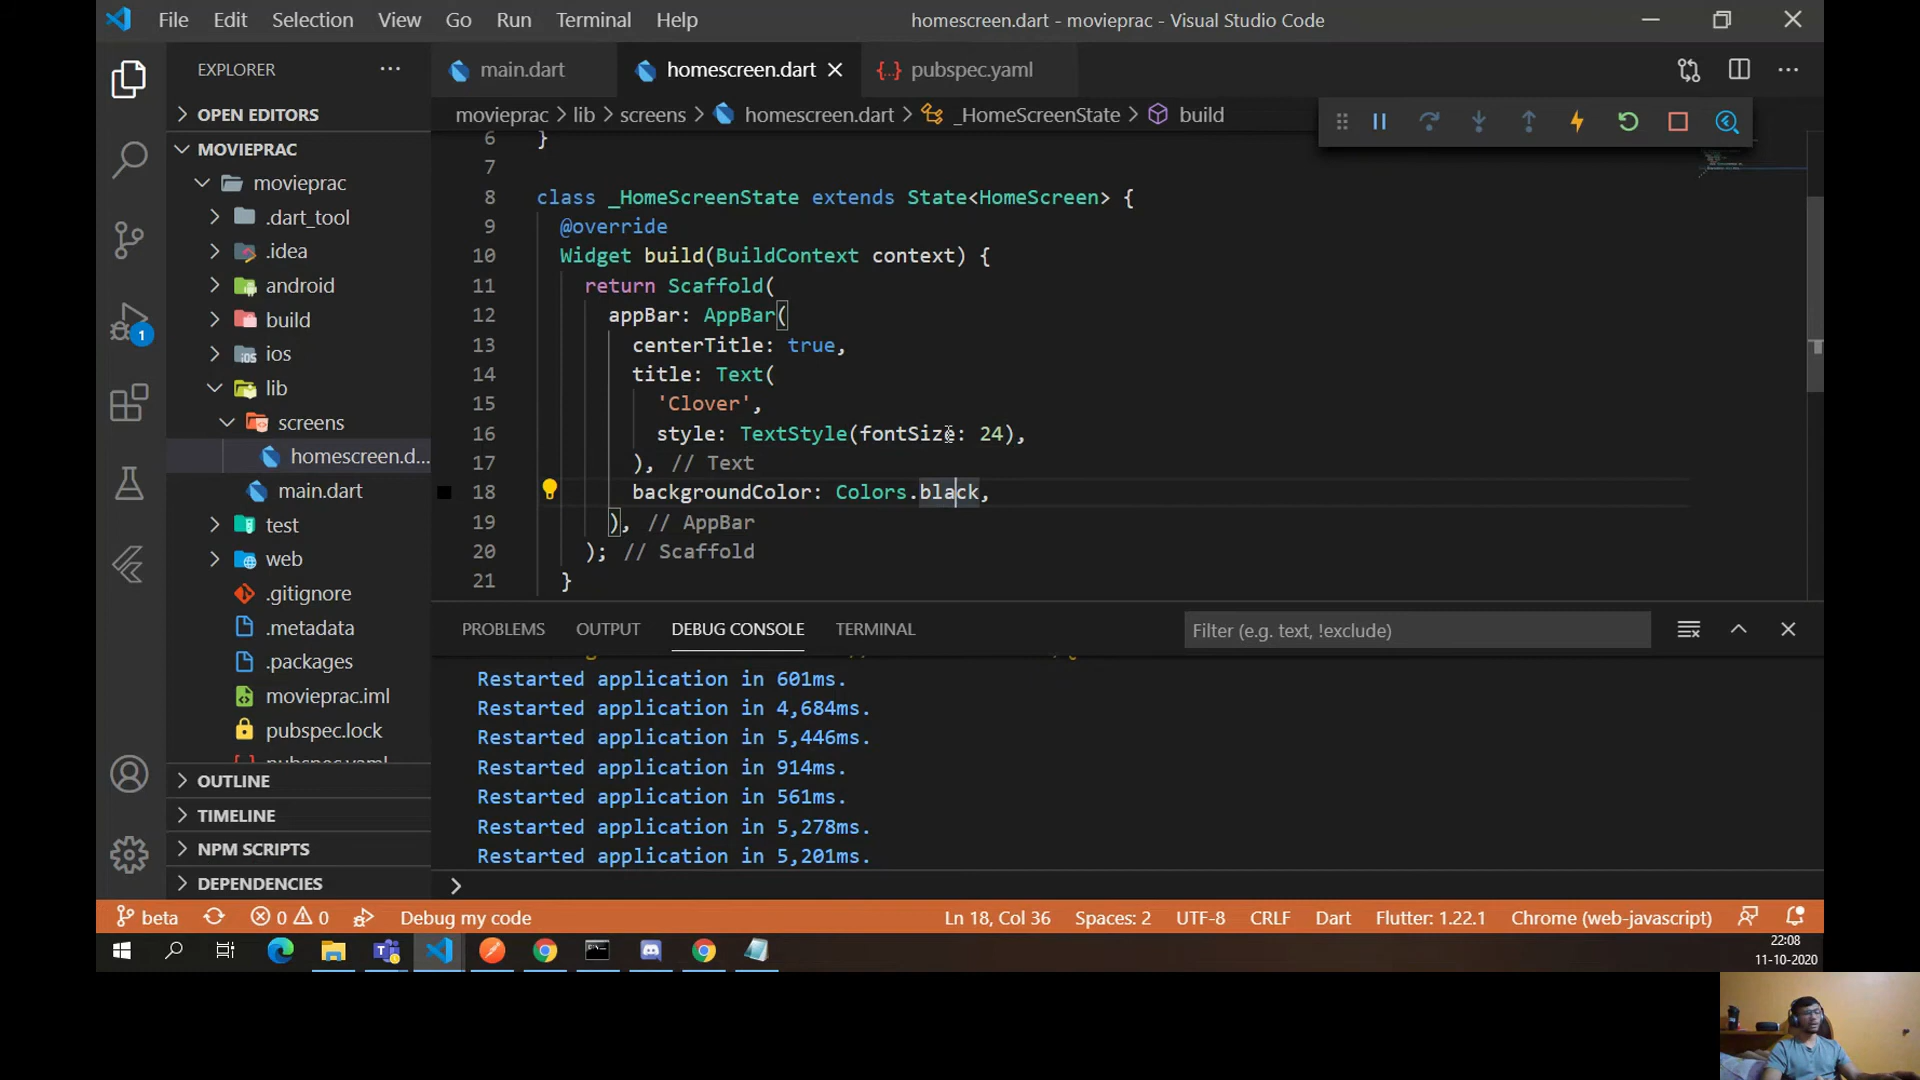 File Edit Selection View Go Run Terminal Help homescreen.dart - movieprac - Visual Studio Code
EXPLORER
OPEN EDITORS
MOVIEPRAC
movieprac
.dart_tool
.idea
android
build
ios
lib
screens
homescreen.d...
main.dart
test
web
.gitignore
.metadata
.packages
movieprac.iml
pubspec.lock
pubspec.yaml
OUTLINE
TIMELINE
NPM SCRIPTS
DEPENDENCIES
1
main.dart homescreen.dart pubspec.yaml
movieprac > lib > screens > homescreen.dart > _HomeScreenState > build
6 }
7
8 class _HomeScreenState extends State<HomeScreen> {
9 @override
10 Widget build(BuildContext context) {
11 return Scaffold(
12 appBar: AppBar(
13 centerTitle: true,
14 title: Text(
15 'Clover',
16 style: TextStyle(fontSize: 24),
17 ), // Text
18 backgroundColor: Colors.black,
19 ), // AppBar
20 ); // Scaffold
21 }
PROBLEMS OUTPUT DEBUG CONSOLE TERMINAL Filter (e.g. text, !exclude)
Restarted application in 601ms.
Restarted application in 4,684ms.
Restarted application in 5,446ms.
Restarted application in 914ms.
Restarted application in 561ms.
Restarted application in 5,278ms.
Restarted application in 5,201ms.
>
beta 0 0 Debug my code Ln 18, Col 36 Spaces: 2 UTF-8 CRLF Dart Flutter: 1.22.1 Chrome (web-javascript)
22:08
11-10-2020